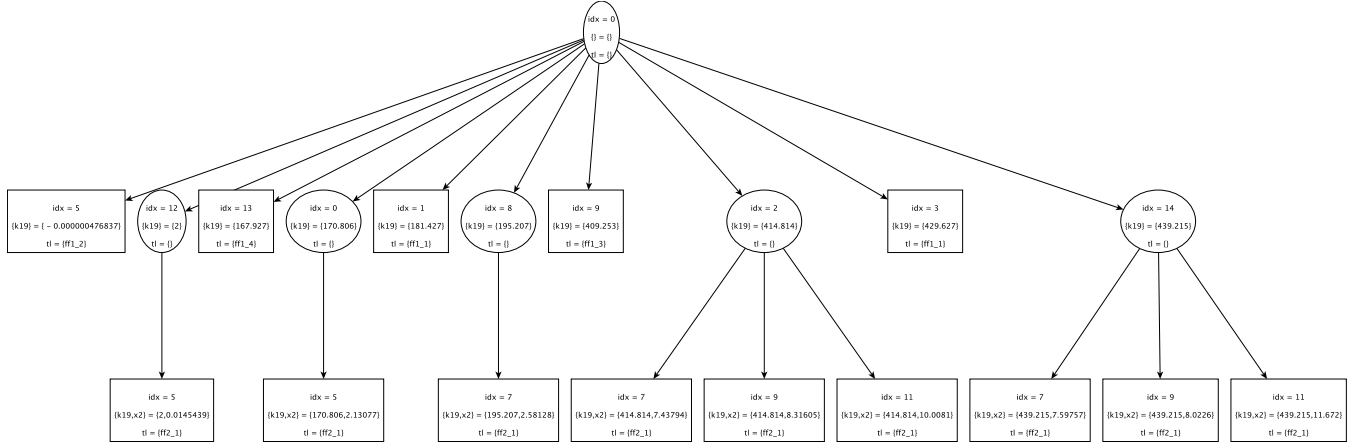 idx = 0
{} = {}
tl = {}
idx = 5
{k19} = { − 0.000000476837}
tl = {ff1_2}
idx = 12
{k19} = {2}
tl = {}
idx = 13
{k19} = {167.927}
tl = {ff1_4}
idx = 0
{k19} = {170.806}
tl = {}
idx = 1
{k19} = {181.427}
tl = {ff1_1}
idx = 8
{k19} = {195.207}
tl = {}
idx = 9
{k19} = {409.253}
tl = {ff1_3}
idx = 2
{k19} = {414.814}
tl = {}
idx = 3
{k19} = {429.627}
tl = {ff1_1}
idx = 14
{k19} = {439.215}
tl = {}
idx = 5
{k19,x2} = {2,0.0145439}
tl = {ff2_1}
idx = 5
{k19,x2} = {170.806,2.13077}
tl = {ff2_1}
idx = 7
{k19,x2} = {195.207,2.58128}
tl = {ff2_1}
idx = 7
{k19,x2} = {414.814,7.43794}
tl = {ff2_1}
idx = 9
{k19,x2} = {414.814,8.31605}
tl = {ff2_1}
idx = 11
{k19,x2} = {414.814,10.0081}
tl = {ff2_1}
idx = 7
{k19,x2} = {439.215,7.59757}
tl = {ff2_1}
idx = 9
{k19,x2} = {439.215,8.0226}
tl = {ff2_1}
idx = 11
{k19,x2} = {439.215,11.672}
tl = {ff2_1}